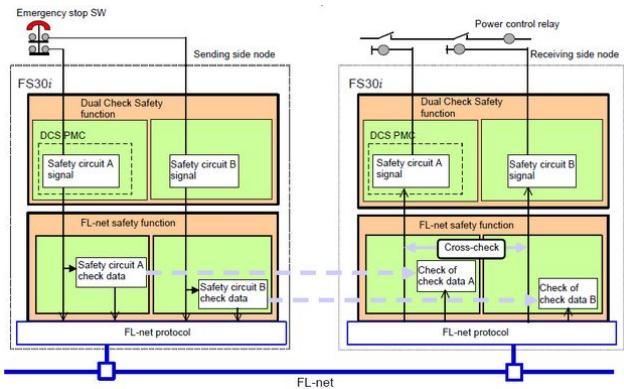 Emergency stop SW
Power control relay
Sending side node
Receiving side node
FS30i
FS30i
Dual Check Safety
function
Dual Check Safety
function
DCS PMC
DCS PMC
Safety circuit A
signal
Safety circuit B
signal
Safety circuit A
signal
Safety circuit B
signal
FL-net safety function
FL-net safety function
Cross-check
Safety circuit A
check data
Safety circuit B
check data
Check of
check data A
Check of
check data B
FL-net protocol
FL-net protocol
FL-net